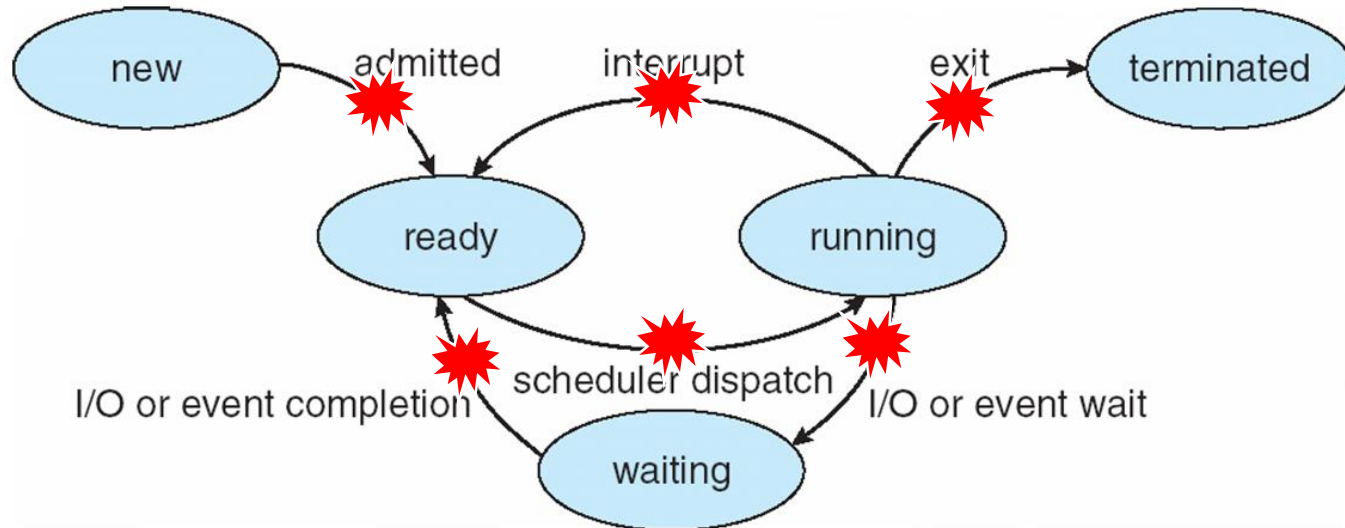 new
admitted
interrupt
exit
terminated
ready
running
I/O or event completion
scheduler dispatch
I/O or event wait
waiting